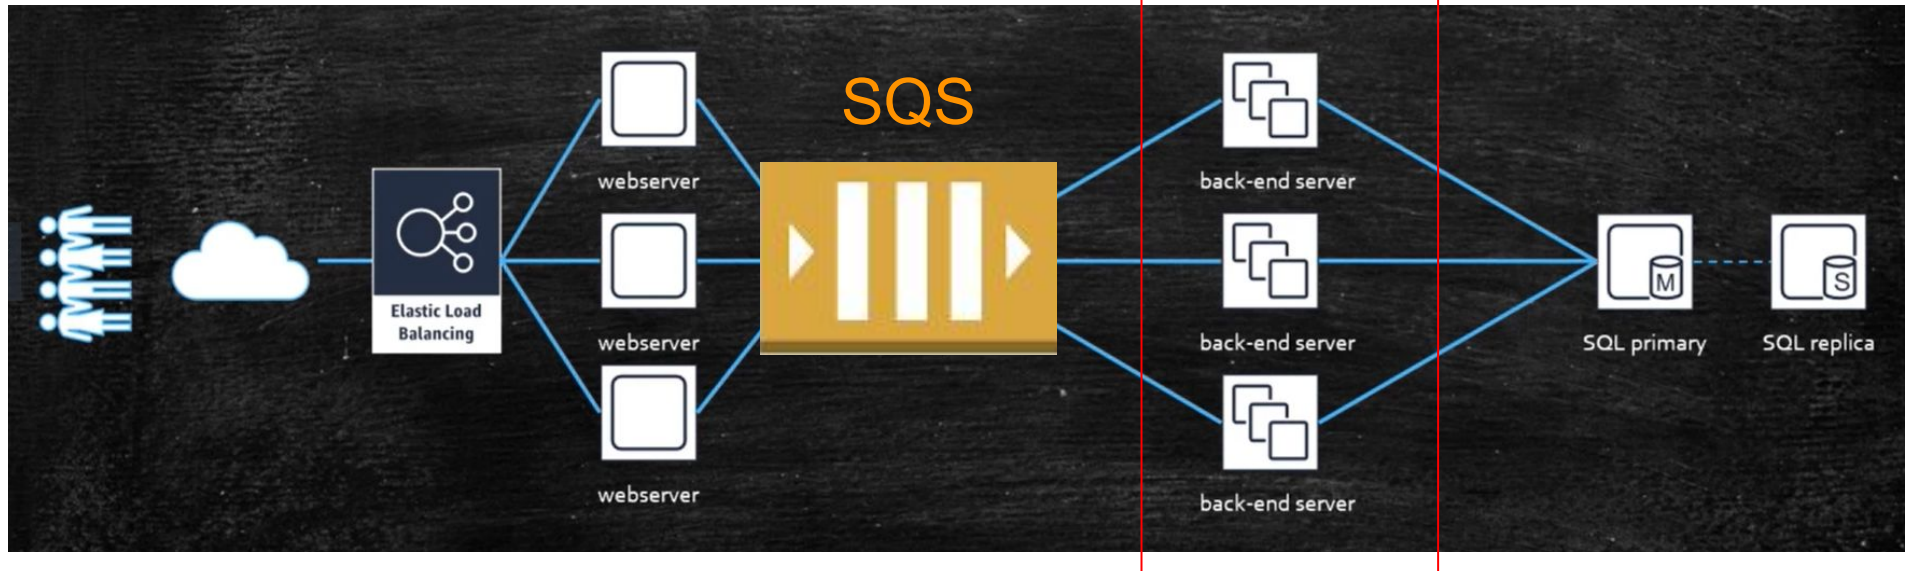 SQS
webserver
back-end server
Elastic Load
Balancing
webserver
back-end server
M
S
SQL primary
SQL replica
webserver
back-end server